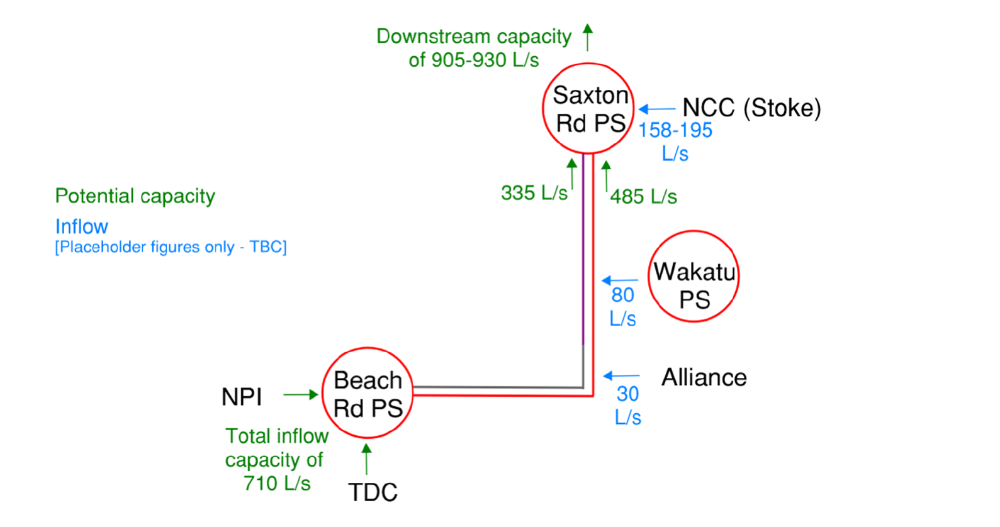 Downstream capacity
of 905-930 L/s
Saxton
Rd PS
NCC (Stoke)
158-195
L/s
335 L/s
485 L/s
Potential capacity
Inflow
[Placeholder figures only - TBC]
Wakatu
PS
80
L/s
Beach
Rd PS
NPI
Alliance
30
L/s
Total inflow
capacity of
710 L/s
TDC